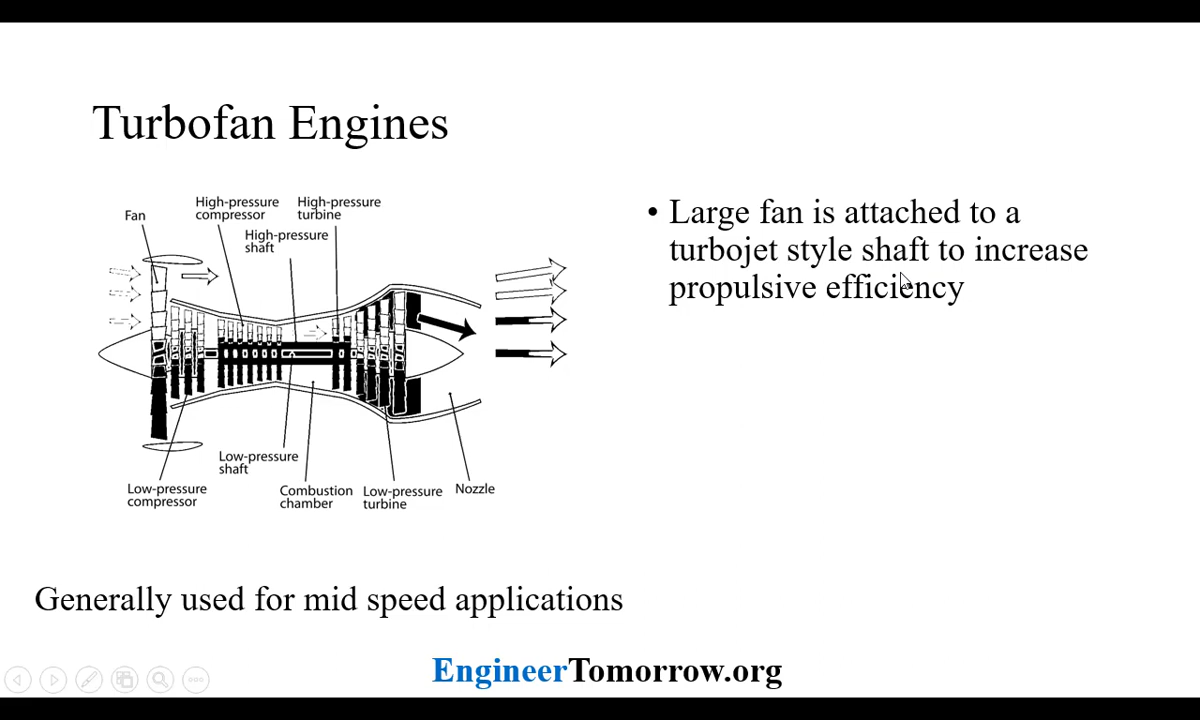 Turbofan Engines
Fan
High-pressure
compressor
High-pressure
turbine
High-pressure
shaft
Low-pressure
shaft
Low-pressure
compressor
Combustion
chamber
Low-pressure
turbine
Nozzle
• Large fan is attached to a
turbojet style shaft to increase
propulsive efficiency
Generally used for mid speed applications
EngineerTomorrow.org